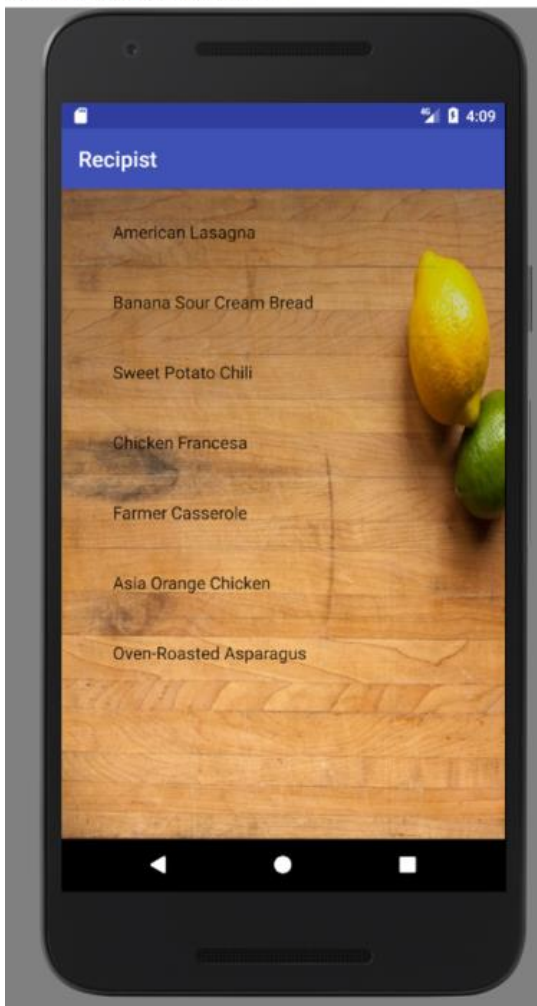 4G 4:09
Recipist
American Lasagna
Banana Sour Cream Bread
Sweet Potato Chili
Chicken Francesa
Farmer Casserole
Asia Orange Chicken
Oven-Roasted Asparagus